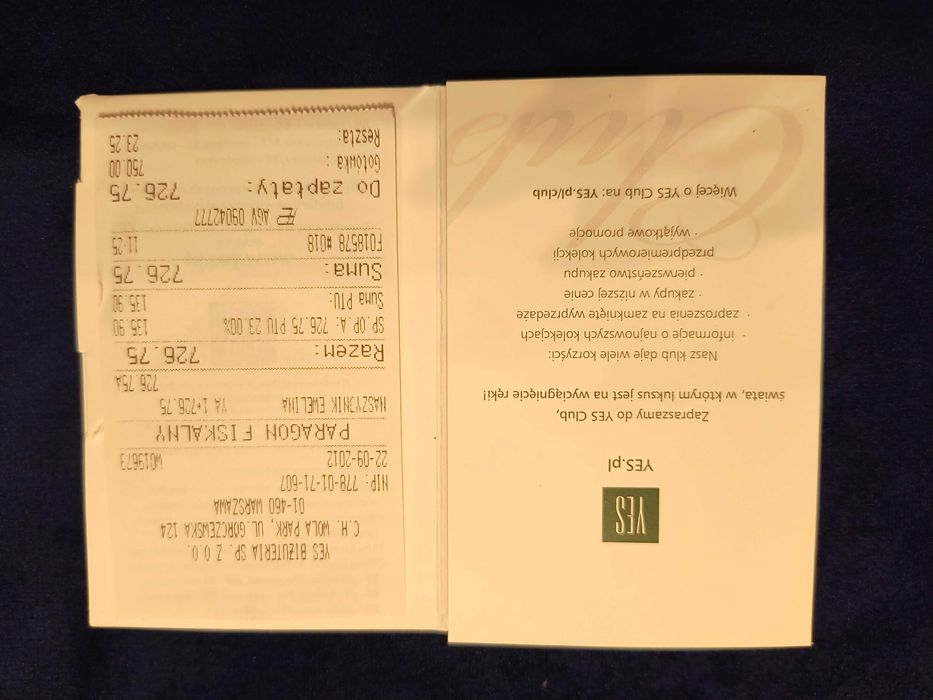 YES
YES.pl
Zapraszamy do YES Club,
świata, w którym luksus jest na wyciągnięcie ręki!
Nasz klub daje wiele korzyści:
· informacje o najnowszych kolekcjach
· zaproszenia na zamknięte wyprzedaże
· zakupy w niższej cenie
· pierwszeństwo zakupu
przedpremierowych kolekcji
· wyjątkowe promocje
Więcej o YES Club na: YES.pl/club
Club
YES BIŻUTERIA SP. Z O.O.
C.H. WOLA PARK, UL.GÓRCZEWSKA 124
01-460 WARSZAWA
NIP: 778-01-71-607
22-09-2012 W019673
PARAGON FISKALNY
NASZYJNIK EWELINA YA 1*726.75
726.75A
Razem: 726.75
SP.OP.A: 726.75 PTU 23.00% 135.90
Suma PTU: 135.90
Suma: 726.75
F018578 #018 11:25
AGV 09042777
Do zapłaty: 726.75
Gotówka : 750.00
Reszta: 23.25